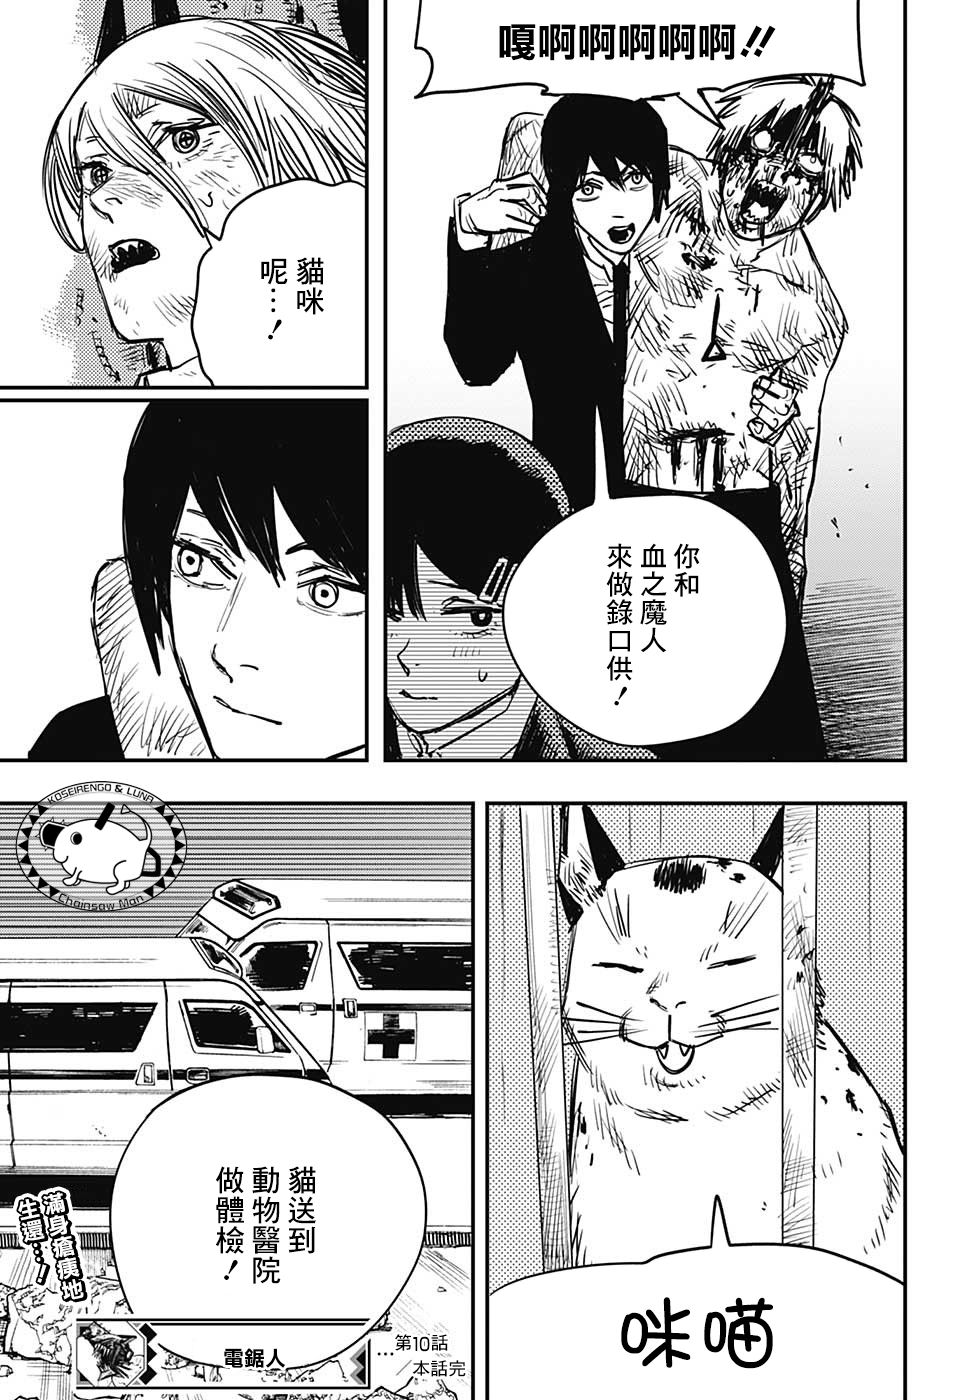 嘎啊啊啊啊啊!!
你和
血之魔人
來做錄口供!
貓咪
呢…!
咪喵
KOSEIRENGO & LUNA
Chainsaw Man
貓送到
動物醫院
做體檢!
滿身瘡痍地
生還…!
電鋸人
…第10話
本話完